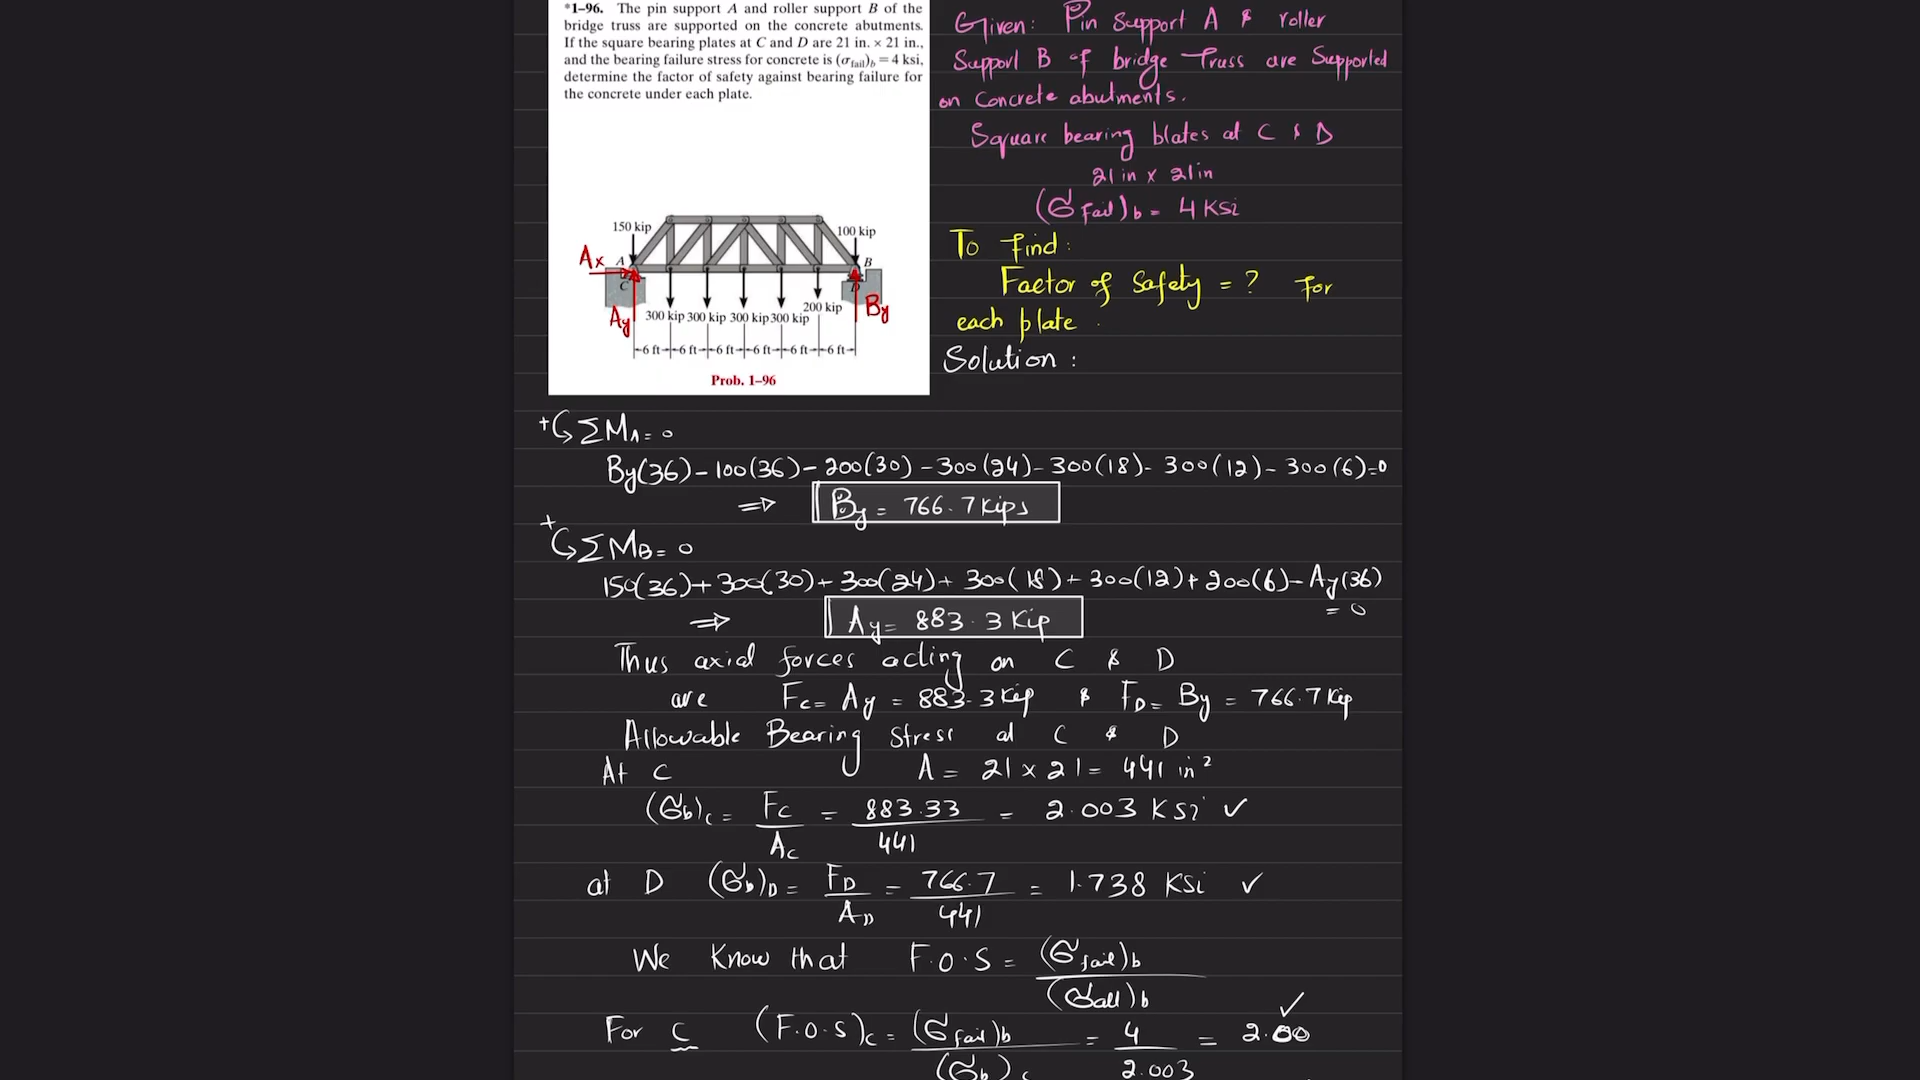 *1–96. The pin support A and roller support B of the
bridge truss are supported on the concrete abutments.
If the square bearing plates at C and D are 21 in. × 21 in.,
and the bearing failure stress for concrete is (σfail)b = 4 ksi,
determine the factor of safety against bearing failure for
the concrete under each plate.
150 kip
100 kip
Ax A B
C D
Ay By
200 kip
300 kip 300 kip 300 kip 300 kip
6 ft 6 ft 6 ft 6 ft 6 ft 6 ft
Prob. 1–96
Given: Pin Support A & roller
Support B of bridge Truss are Supported
on Concrete abutments.
Square bearing blates at C & D
21 in x 21in
(σ fail)b = 4 KSi
To find:
Factor of Safety = ? For
each plate.
Solution:
+↺ ΣMA = 0
By(36) – 100(36) – 200(30) – 300(24) – 300(18) – 300(12) – 300(6) = 0
⇒ By = 766.7 Kips
+↺ ΣMB = 0
150(36) + 300(30) + 300(24) + 300(18) + 300(12) + 200(6) – Ay(36)
= 0
⇒ Ay = 883.3 Kip
Thus axial forces acting on C & D
are Fc = Ay = 883.3 Kip & FD = By = 766.7 Kip
Allowable Bearing Stress at C & D
At C A = 21 x 21 = 441 in²
(σb)c = Fc/Ac = 883.33/441 = 2.003 KSi ✓
at D (σb)D = FD/AD = 766.7/441 = 1.738 KSi ✓
We Know that F.O.S = (σfail)b/(σall)b
For C (F.O.S)c = (σfail)b/(σb)c = 4/2.003 = 2.00 ✓